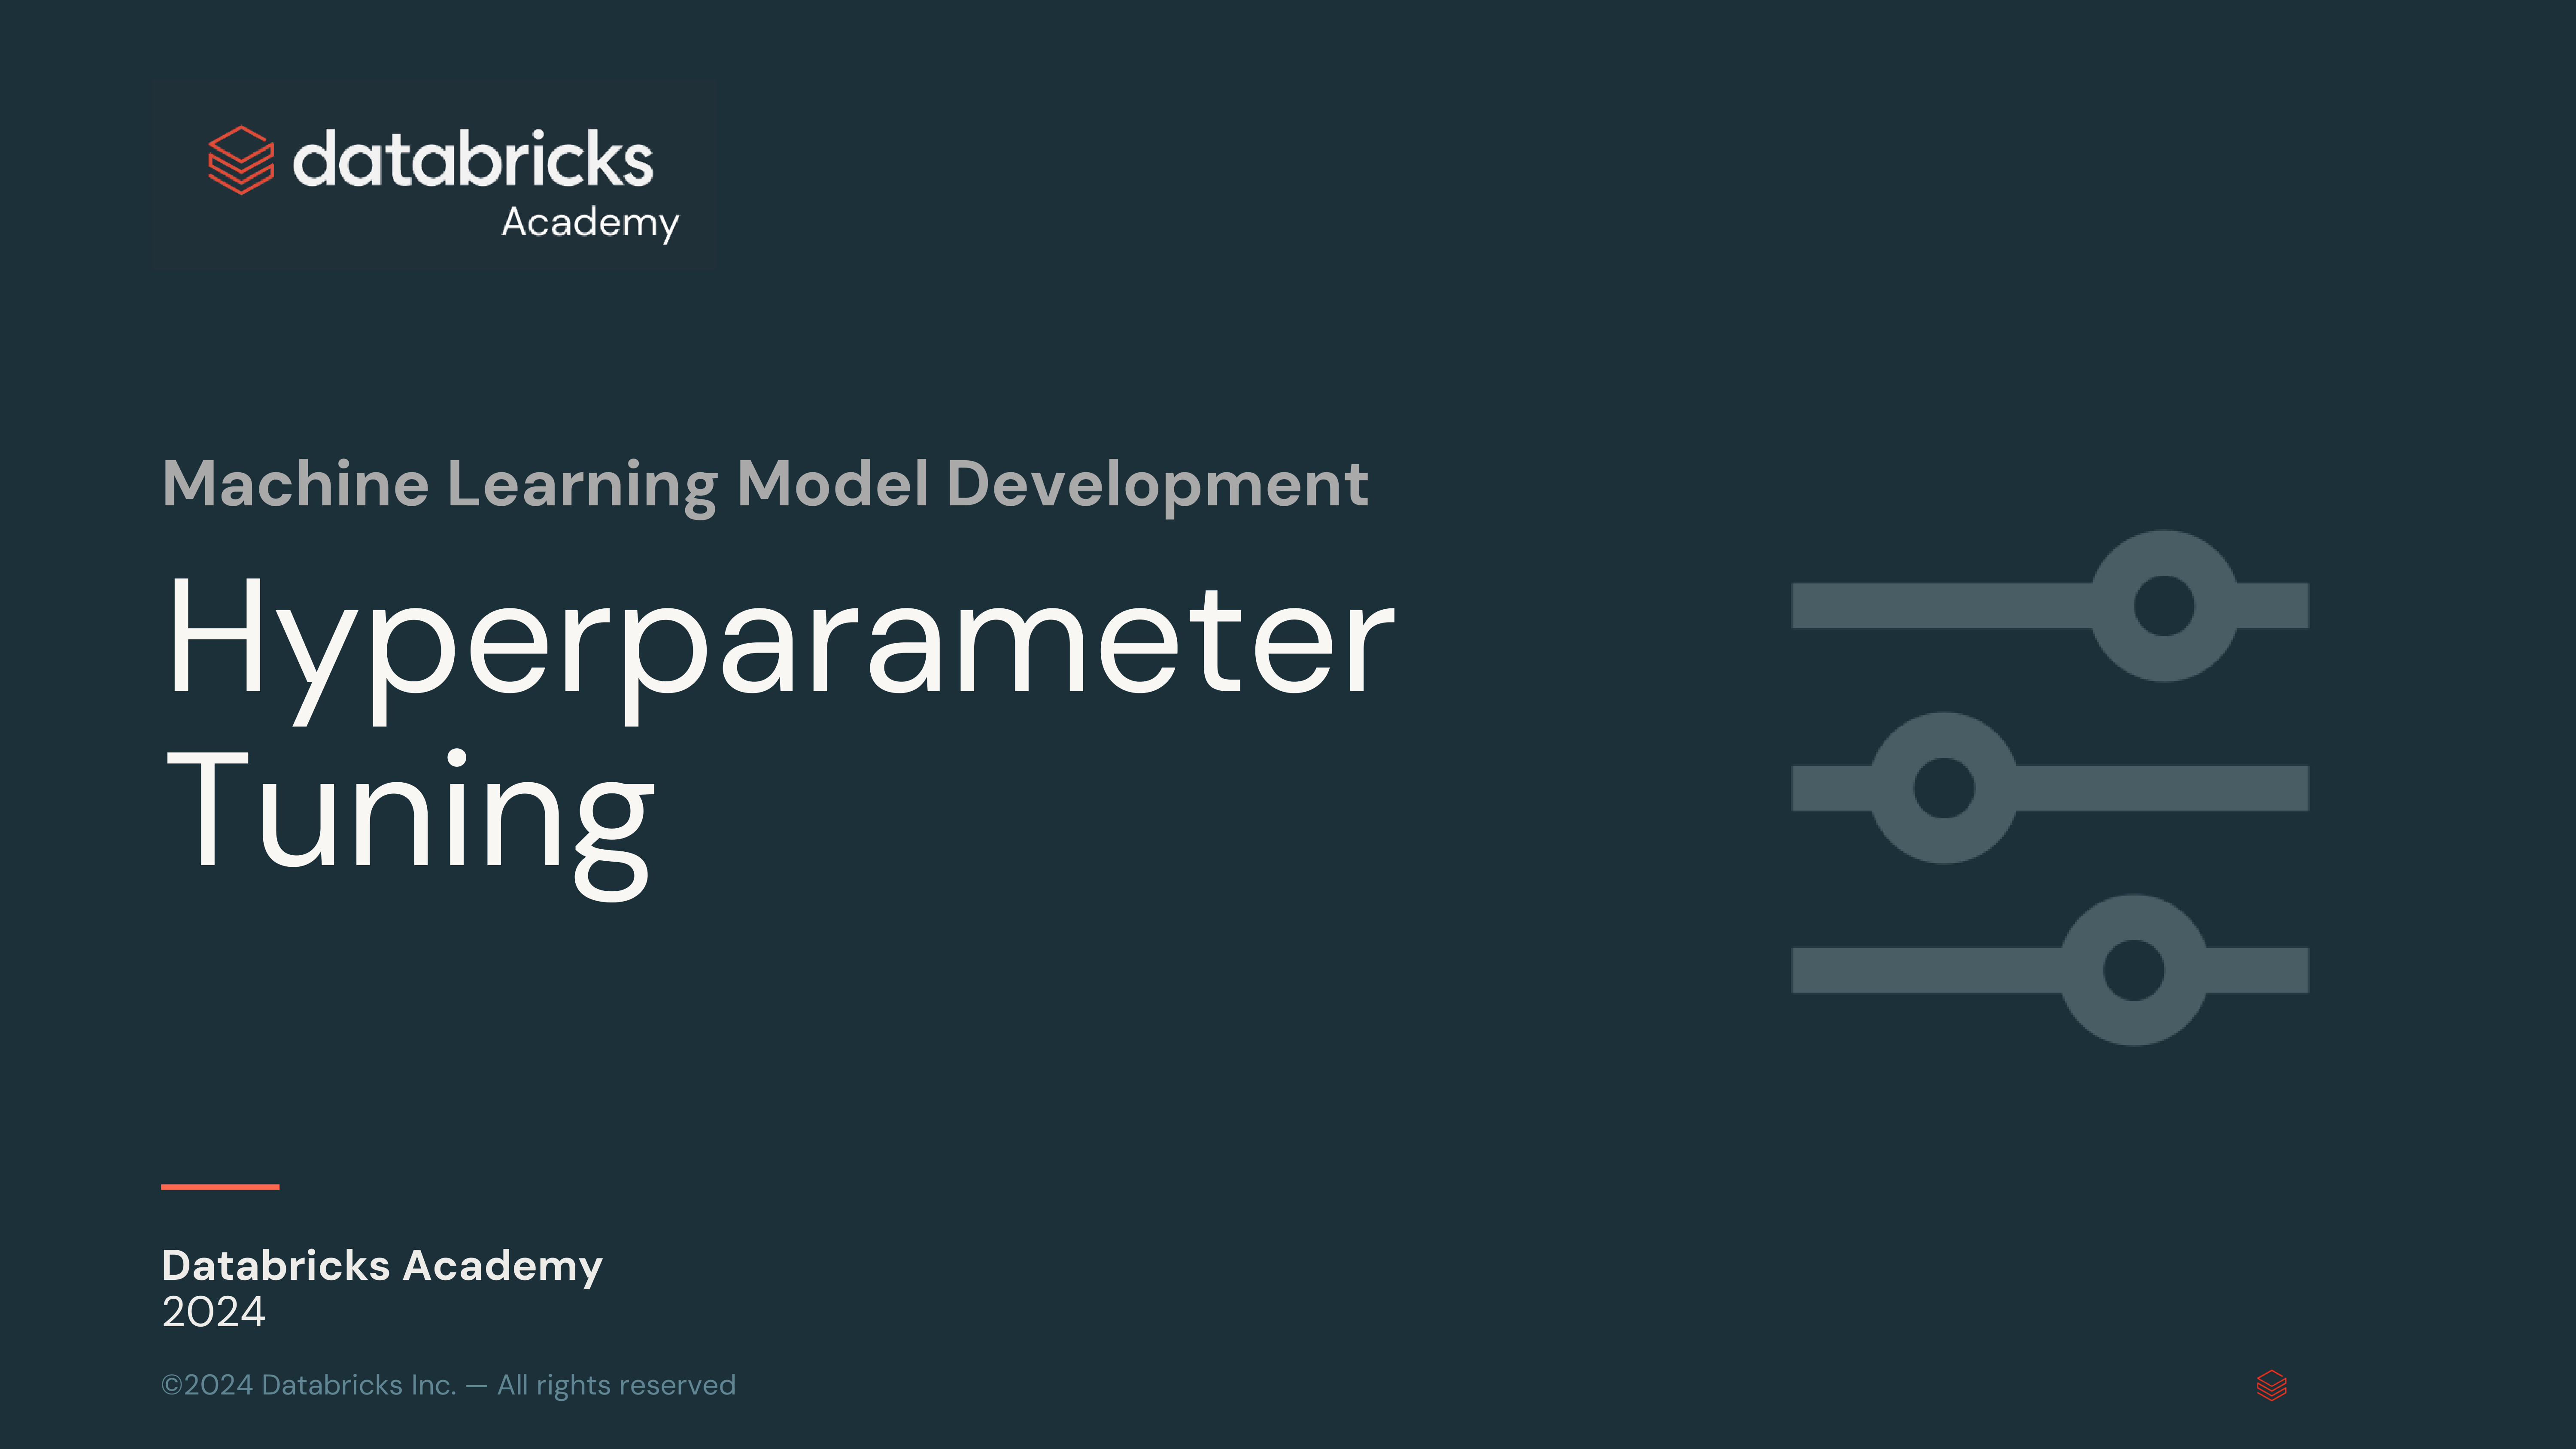 databricks
Academy
Machine Learning Model Development
Hyperparameter
Tuning
Databricks Academy
2024
©2024 Databricks Inc. — All rights reserved